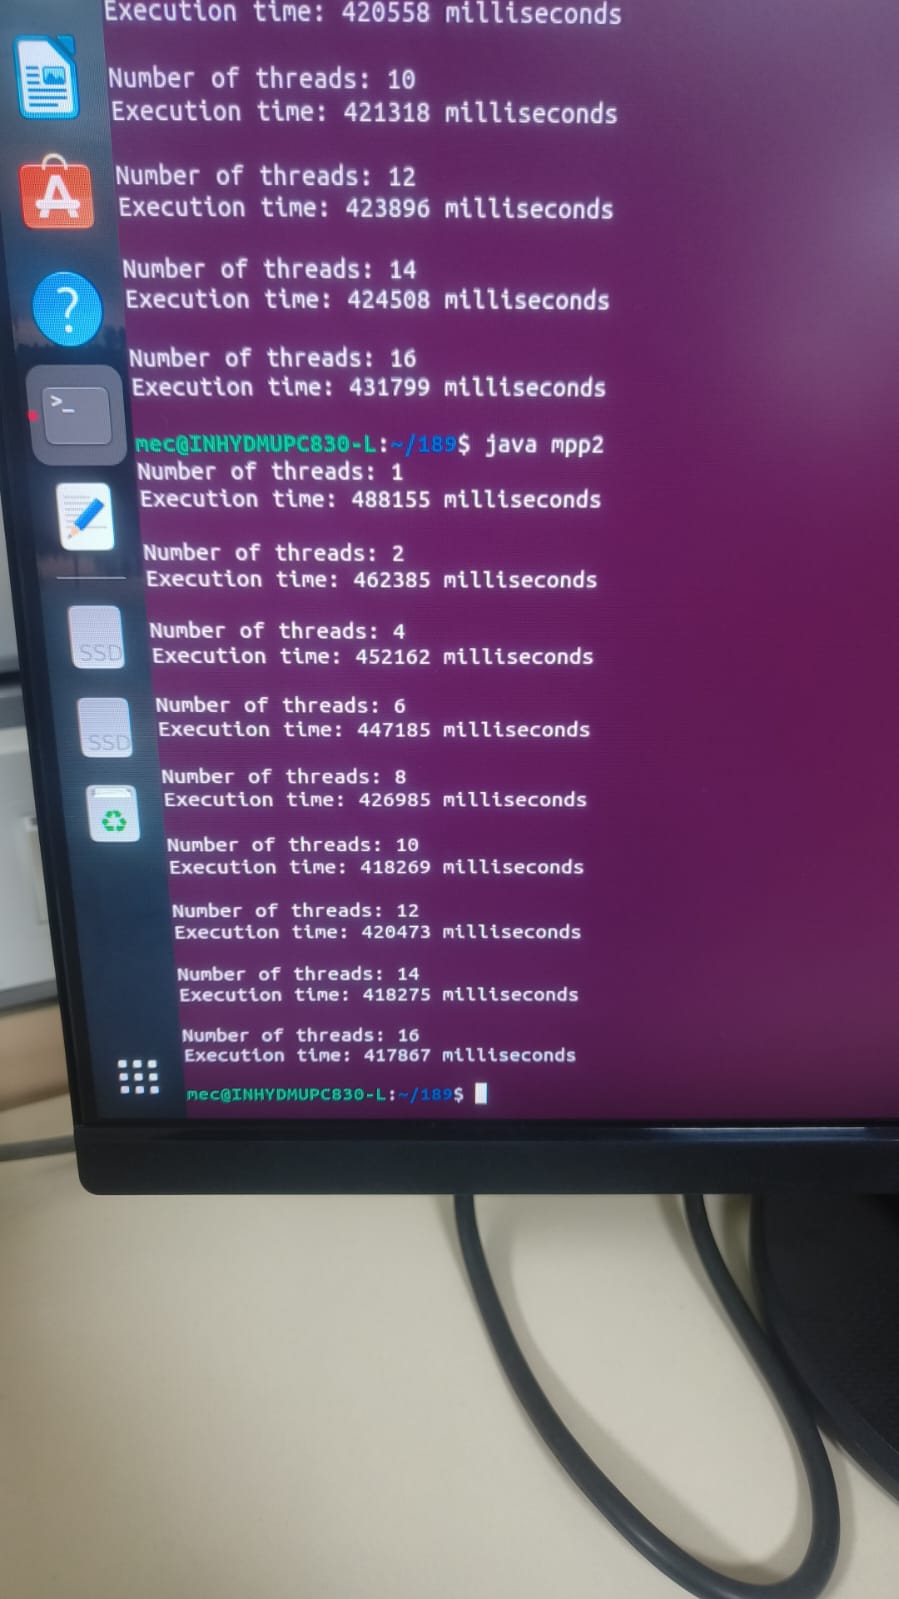 Execution time: 420558 milliseconds
Number of threads: 10
Execution time: 421318 milliseconds
Number of threads: 12
Execution time: 423896 milliseconds
Number of threads: 14
Execution time: 424508 milliseconds
Number of threads: 16
Execution time: 431799 milliseconds
mec@INHYDMUPC830-L:~/189$ java mpp2
Number of threads: 1
Execution time: 488155 milliseconds
Number of threads: 2
Execution time: 462385 milliseconds
Number of threads: 4
Execution time: 452162 milliseconds
Number of threads: 6
Execution time: 447185 milliseconds
Number of threads: 8
Execution time: 426985 milliseconds
Number of threads: 10
Execution time: 418269 milliseconds
Number of threads: 12
Execution time: 420473 milliseconds
Number of threads: 14
Execution time: 418275 milliseconds
Number of threads: 16
Execution time: 417867 milliseconds
mec@INHYDMUPC830-L:~/189$
SSD
SSD